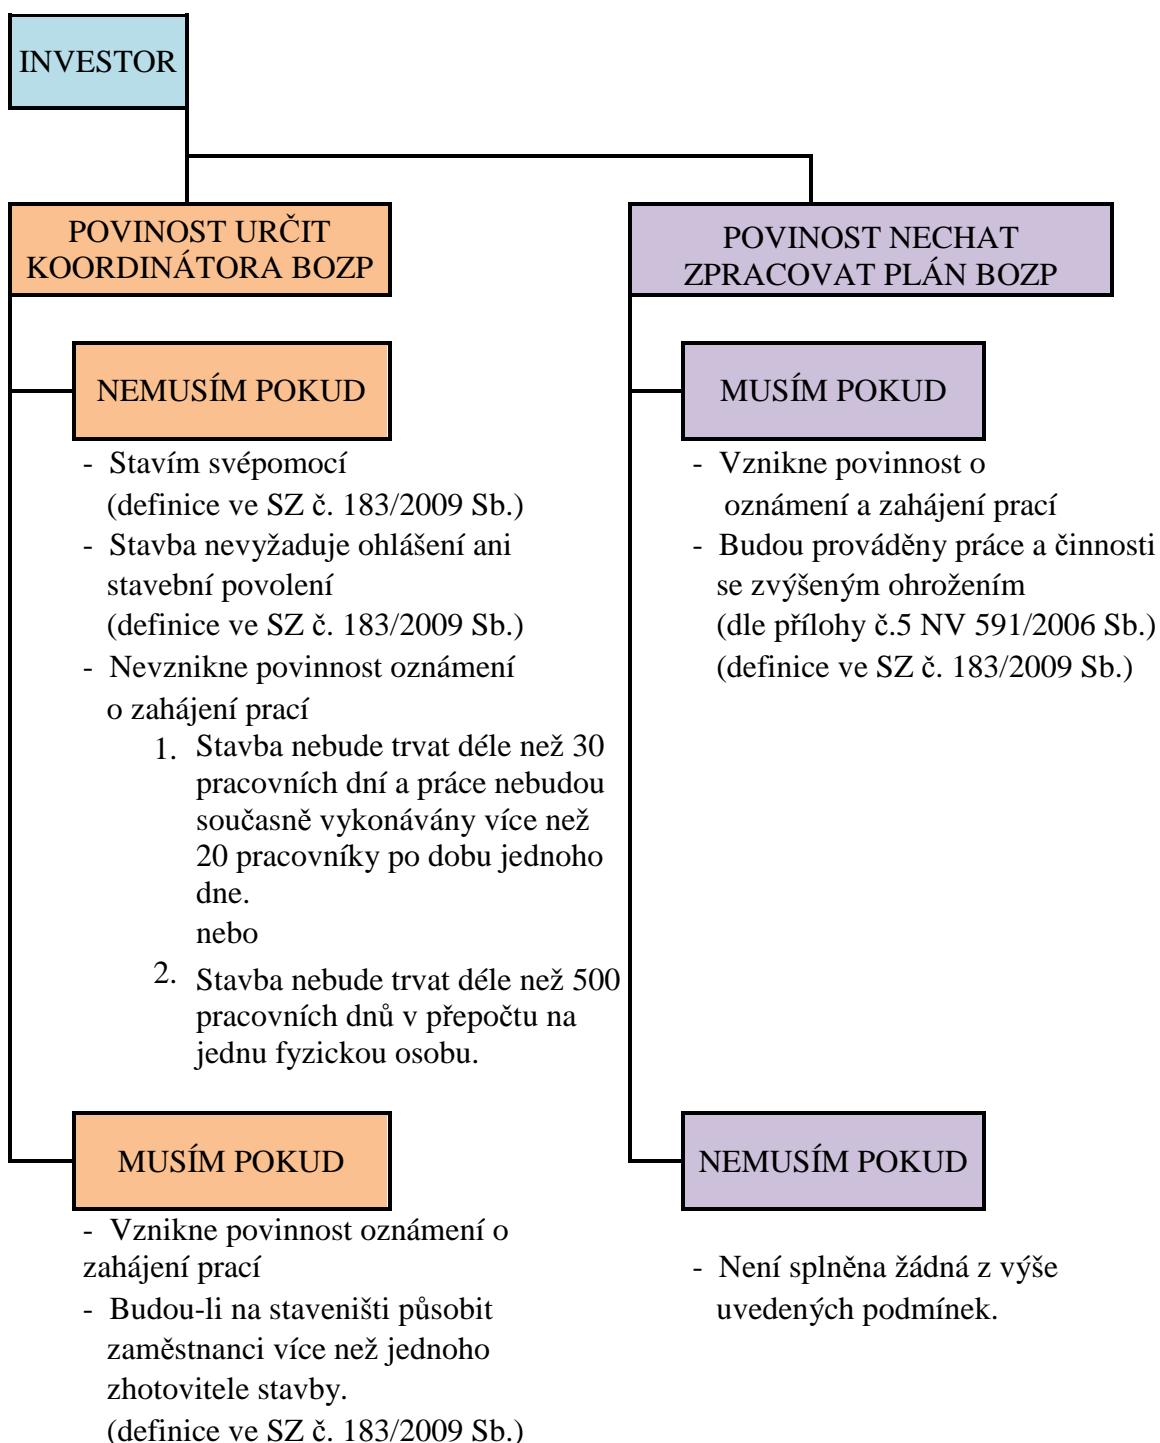 INVESTOR
POVINOST URČIT
KOORDINÁTORA BOZP
NEMUSÍM POKUD
- Stavím svépomocí
(definice ve SZ č. 183/2009 Sb.)
- Stavba nevyžaduje ohlášení ani
stavební povolení
(definice ve SZ č. 183/2009 Sb.)
- Nevznikne povinnost oznámení
o zahájení prací
1. Stavba nebude trvat déle než 30
pracovních dní a práce nebudou
současně vykonávány více než
20 pracovníky po dobu jednoho
dne.
nebo
2. Stavba nebude trvat déle než 500
pracovních dnů v přepočtu na
jednu fyzickou osobu.
MUSÍM POKUD
- Vznikne povinnost oznámení o
zahájení prací
- Budou-li na staveništi působit
zaměstnanci více než jednoho
zhotovitele stavby.
(definice ve SZ č. 183/2009 Sb.)
POVINOST NECHAT
ZPRACOVAT PLÁN BOZP
MUSÍM POKUD
- Vznikne povinnost o
oznámení a zahájení prací
- Budou prováděny práce a činnosti
se zvýšeným ohrožením
(dle přílohy č.5 NV 591/2006 Sb.)
(definice ve SZ č. 183/2009 Sb.)
NEMUSÍM POKUD
- Není splněna žádná z výše
uvedených podmínek.